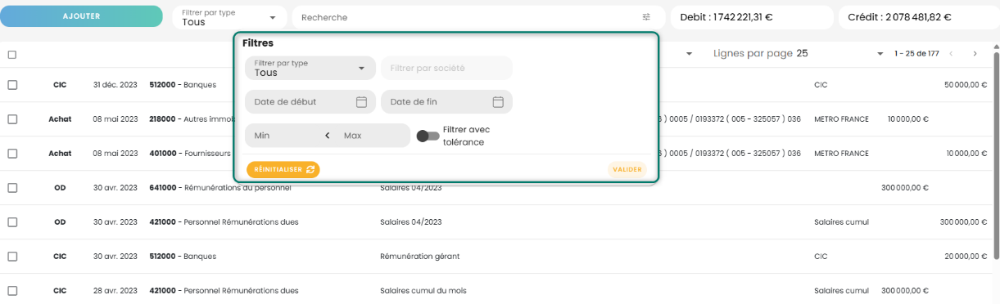 AJOUTER
Filtrer par type
Tous
Recherche
Debit : 1 742 221,31 €
Crédit : 2 078 481,82 €
Filtres
Filtrer par type
Tous
Filtrer par société
Date de début
Date de fin
Min < Max
Filtrer avec
tolérance
RÉINITIALISER
VALIDER
Lignes par page 25
1 - 25 de 177
CIC 31 déc. 2023 512000 - Banques CIC 50 000,00 €
Achat 08 mai 2023 218000 - Autres immob ) 0005 / 0193372 ( 005 - 325057 ) 036 METRO FRANCE 10 000,00 €
Achat 08 mai 2023 401000 - Fournisseurs ) 0005 / 0193372 ( 005 - 325057 ) 036 METRO FRANCE 10 000,00 €
OD 30 avr. 2023 641000 - Rémunérations du personnel Salaires 04/2023 300 000,00 €
OD 30 avr. 2023 421000 - Personnel Rémunérations dues Salaires 04/2023 Salaires cumul 300 000,00 €
CIC 30 avr. 2023 512000 - Banques Rémunération gérant CIC 20 000,00 €
CIC 28 avr. 2023 421000 - Personnel Rémunérations dues Salaires cumul du mois Salaires cumul 300 000,00 €